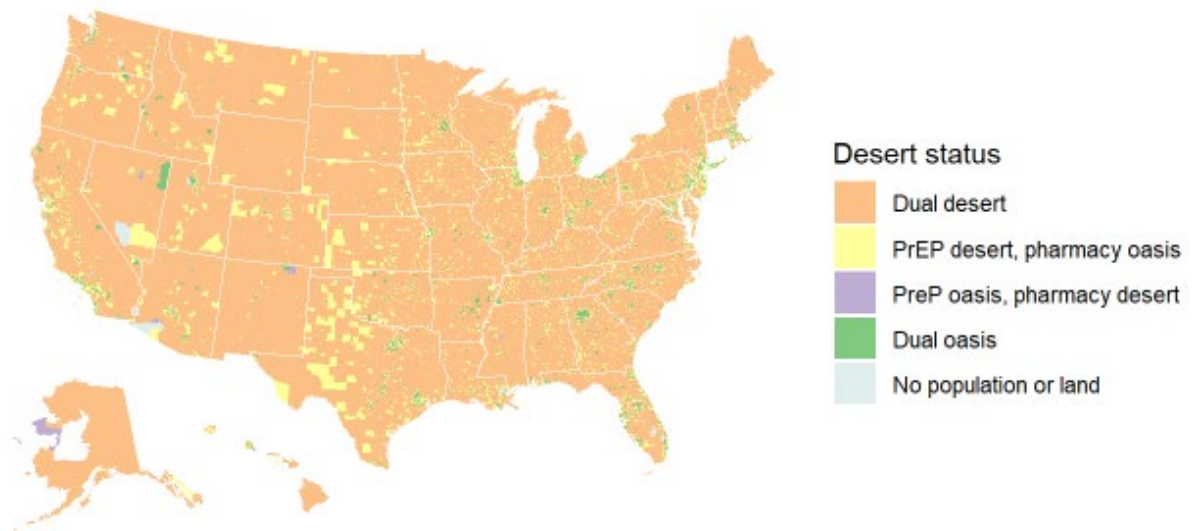 Desert status
Dual desert
PrEP desert, pharmacy oasis
PreP oasis, pharmacy desert
Dual oasis
No population or land